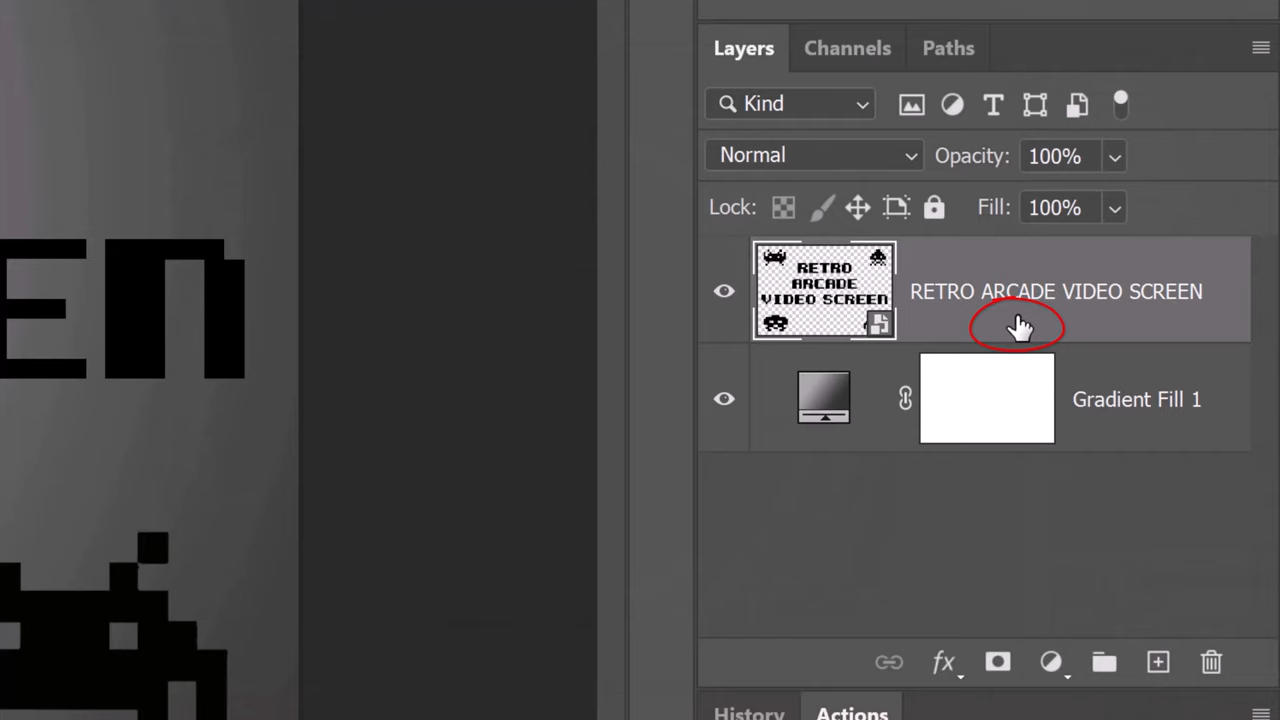 Layers Channels Paths
Kind
Normal Opacity: 100%
Lock: Fill: 100%
RETRO
ARCADE
VIDEO SCREEN
RETRO ARCADE VIDEO SCREEN
Gradient Fill 1
fx
History Actions
En